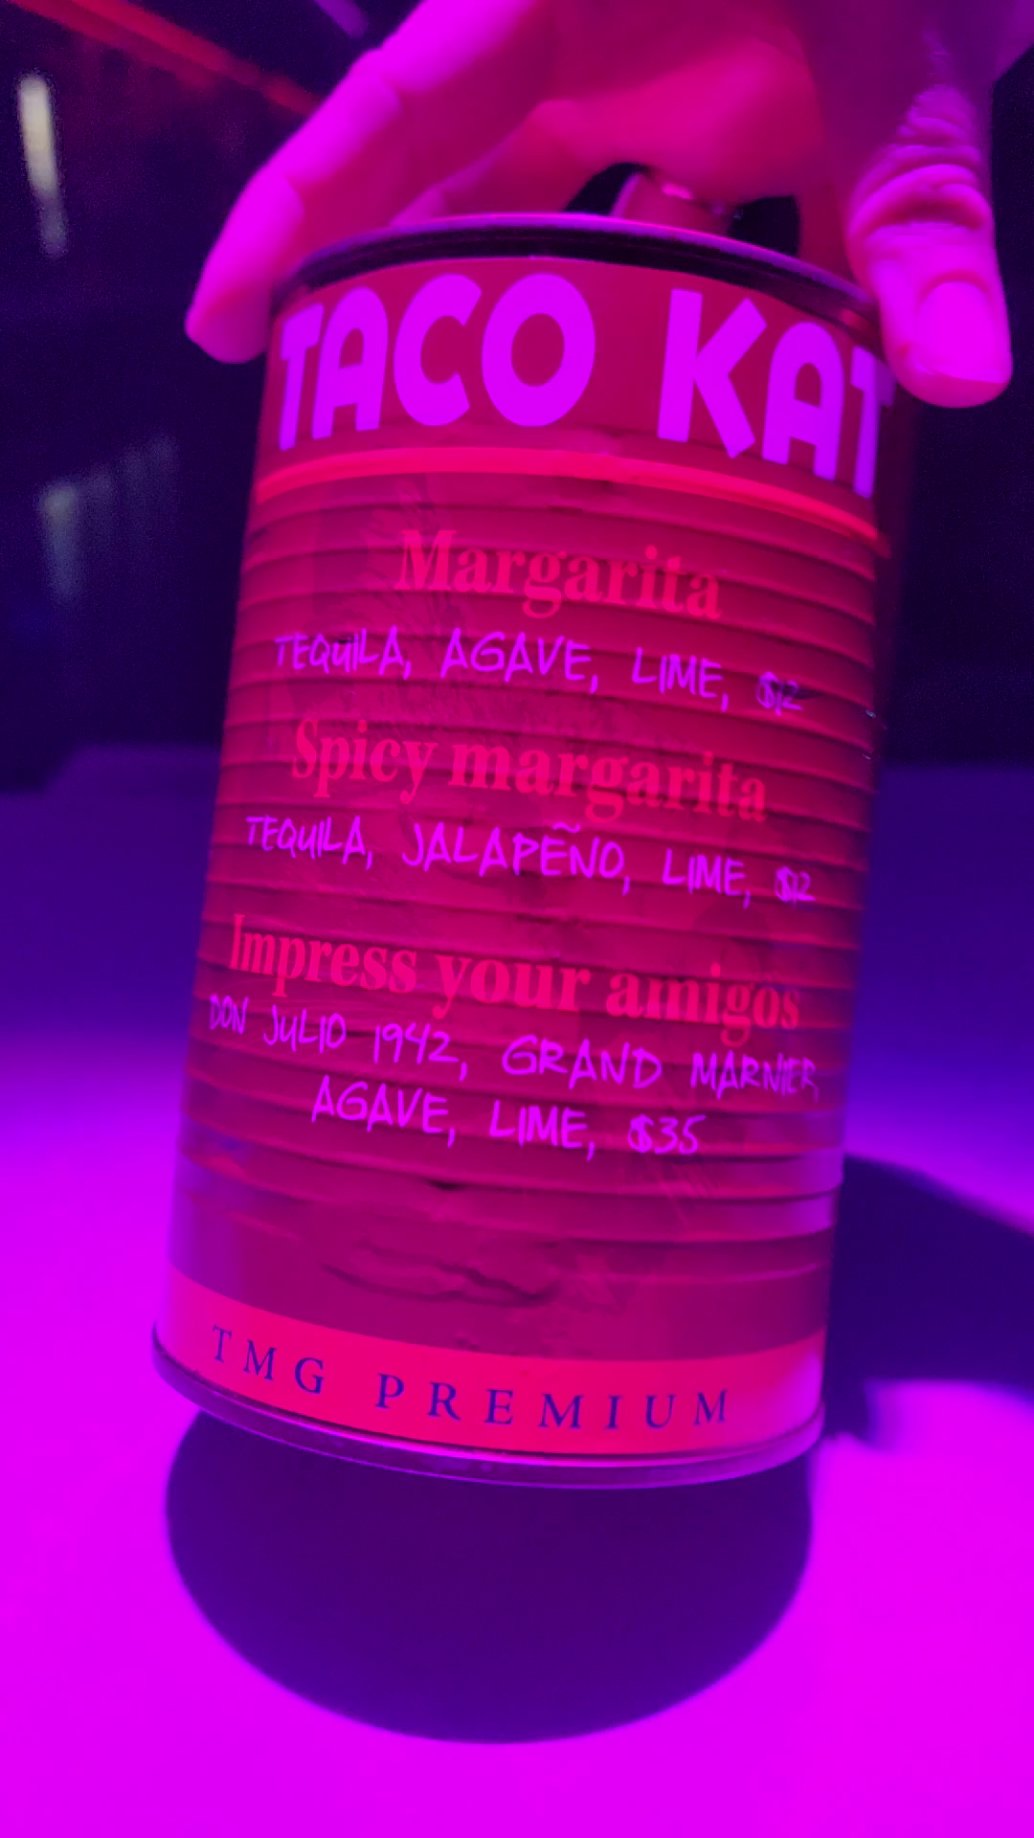 TACO KAT
Margarita
TEQUILA, AGAVE, LIME, $12
Spicy margarita
TEQUILA, JALAPEÑO, LIME, $12
Impress your amigos
DON JULIO 1942, GRAND MARNIER,
AGAVE, LIME, $35
TMG PREMIUM